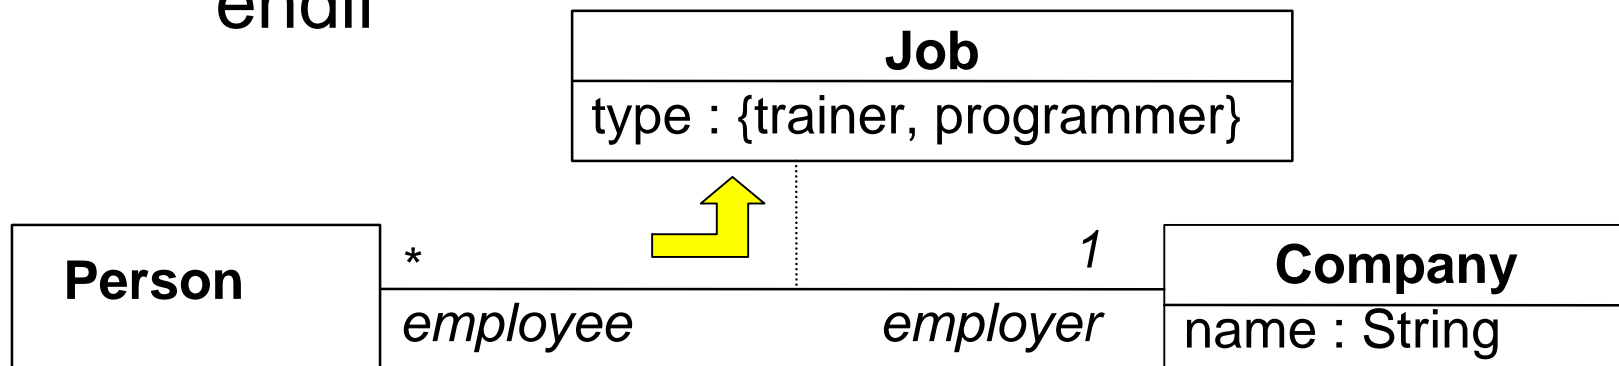 endif
Job
type : {trainer, programmer}
* 1
Person
Company
employee employer
name : String